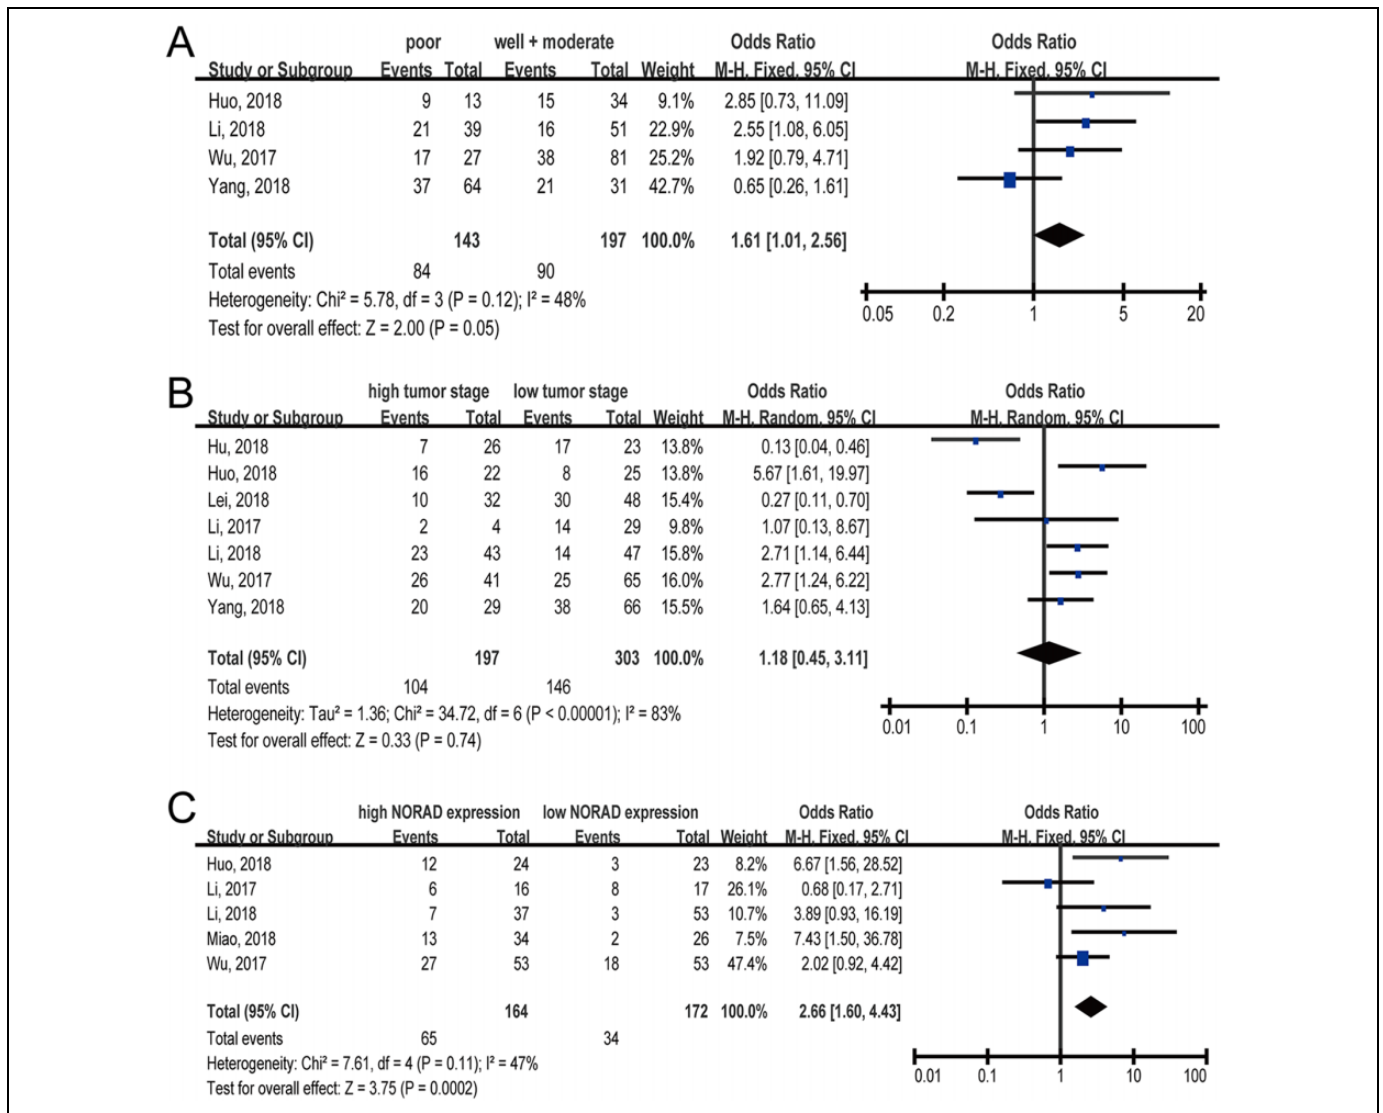 A
poor well + moderate Odds Ratio Odds Ratio
Study or Subgroup Events Total Events Total Weight M-H. Fixed. 95% CI M-H. Fixed. 95% CI
Huo, 2018 9 13 15 34 9.1% 2.85 [0.73, 11.09]
Li, 2018 21 39 16 51 22.9% 2.55 [1.08, 6.05]
Wu, 2017 17 27 38 81 25.2% 1.92 [0.79, 4.71]
Yang, 2018 37 64 21 31 42.7% 0.65 [0.26, 1.61]
Total (95% CI) 143 197 100.0% 1.61 [1.01, 2.56]
Total events 84 90
Heterogeneity: Chi² = 5.78, df = 3 (P = 0.12); I² = 48%
Test for overall effect: Z = 2.00 (P = 0.05)
0.05 0.2 1 5 20
B
high tumor stage low tumor stage Odds Ratio Odds Ratio
Study or Subgroup Events Total Events Total Weight M-H. Random. 95% CI M-H. Random. 95% CI
Hu, 2018 7 26 17 23 13.8% 0.13 [0.04, 0.46]
Huo, 2018 16 22 8 25 13.8% 5.67 [1.61, 19.97]
Lei, 2018 10 32 30 48 15.4% 0.27 [0.11, 0.70]
Li, 2017 2 4 14 29 9.8% 1.07 [0.13, 8.67]
Li, 2018 23 43 14 47 15.8% 2.71 [1.14, 6.44]
Wu, 2017 26 41 25 65 16.0% 2.77 [1.24, 6.22]
Yang, 2018 20 29 38 66 15.5% 1.64 [0.65, 4.13]
Total (95% CI) 197 303 100.0% 1.18 [0.45, 3.11]
Total events 104 146
Heterogeneity: Tau² = 1.36; Chi² = 34.72, df = 6 (P < 0.00001); I² = 83%
Test for overall effect: Z = 0.33 (P = 0.74)
0.01 0.1 1 10 100
C
high NORAD expression low NORAD expression Odds Ratio Odds Ratio
Study or Subgroup Events Total Events Total Weight M-H. Fixed. 95% CI M-H. Fixed. 95% CI
Huo, 2018 12 24 3 23 8.2% 6.67 [1.56, 28.52]
Li, 2017 6 16 8 17 26.1% 0.68 [0.17, 2.71]
Li, 2018 7 37 3 53 10.7% 3.89 [0.93, 16.19]
Miao, 2018 13 34 2 26 7.5% 7.43 [1.50, 36.78]
Wu, 2017 27 53 18 53 47.4% 2.02 [0.92, 4.42]
Total (95% CI) 164 172 100.0% 2.66 [1.60, 4.43]
Total events 65 34
Heterogeneity: Chi² = 7.61, df = 4 (P = 0.11); I² = 47%
Test for overall effect: Z = 3.75 (P = 0.0002)
0.01 0.1 1 10 100